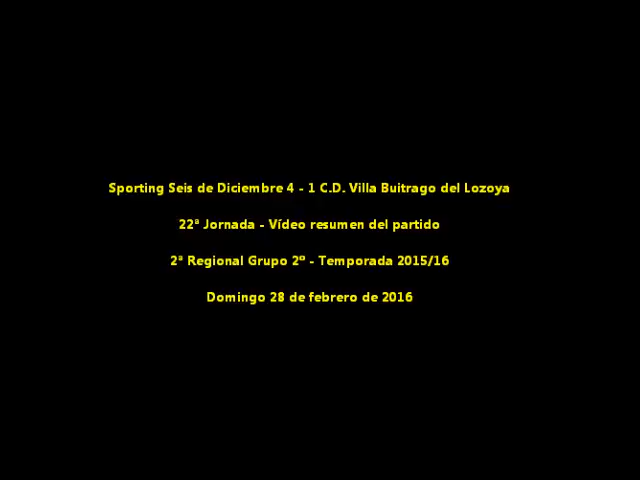 Sporting Seis de Diciembre 4 - 1 C.D. Villa Buitrago del Lozoya
22ª Jornada - Vídeo resumen del partido
2ª Regional Grupo 2º - Temporada 2015/16
Domingo 28 de febrero de 2016